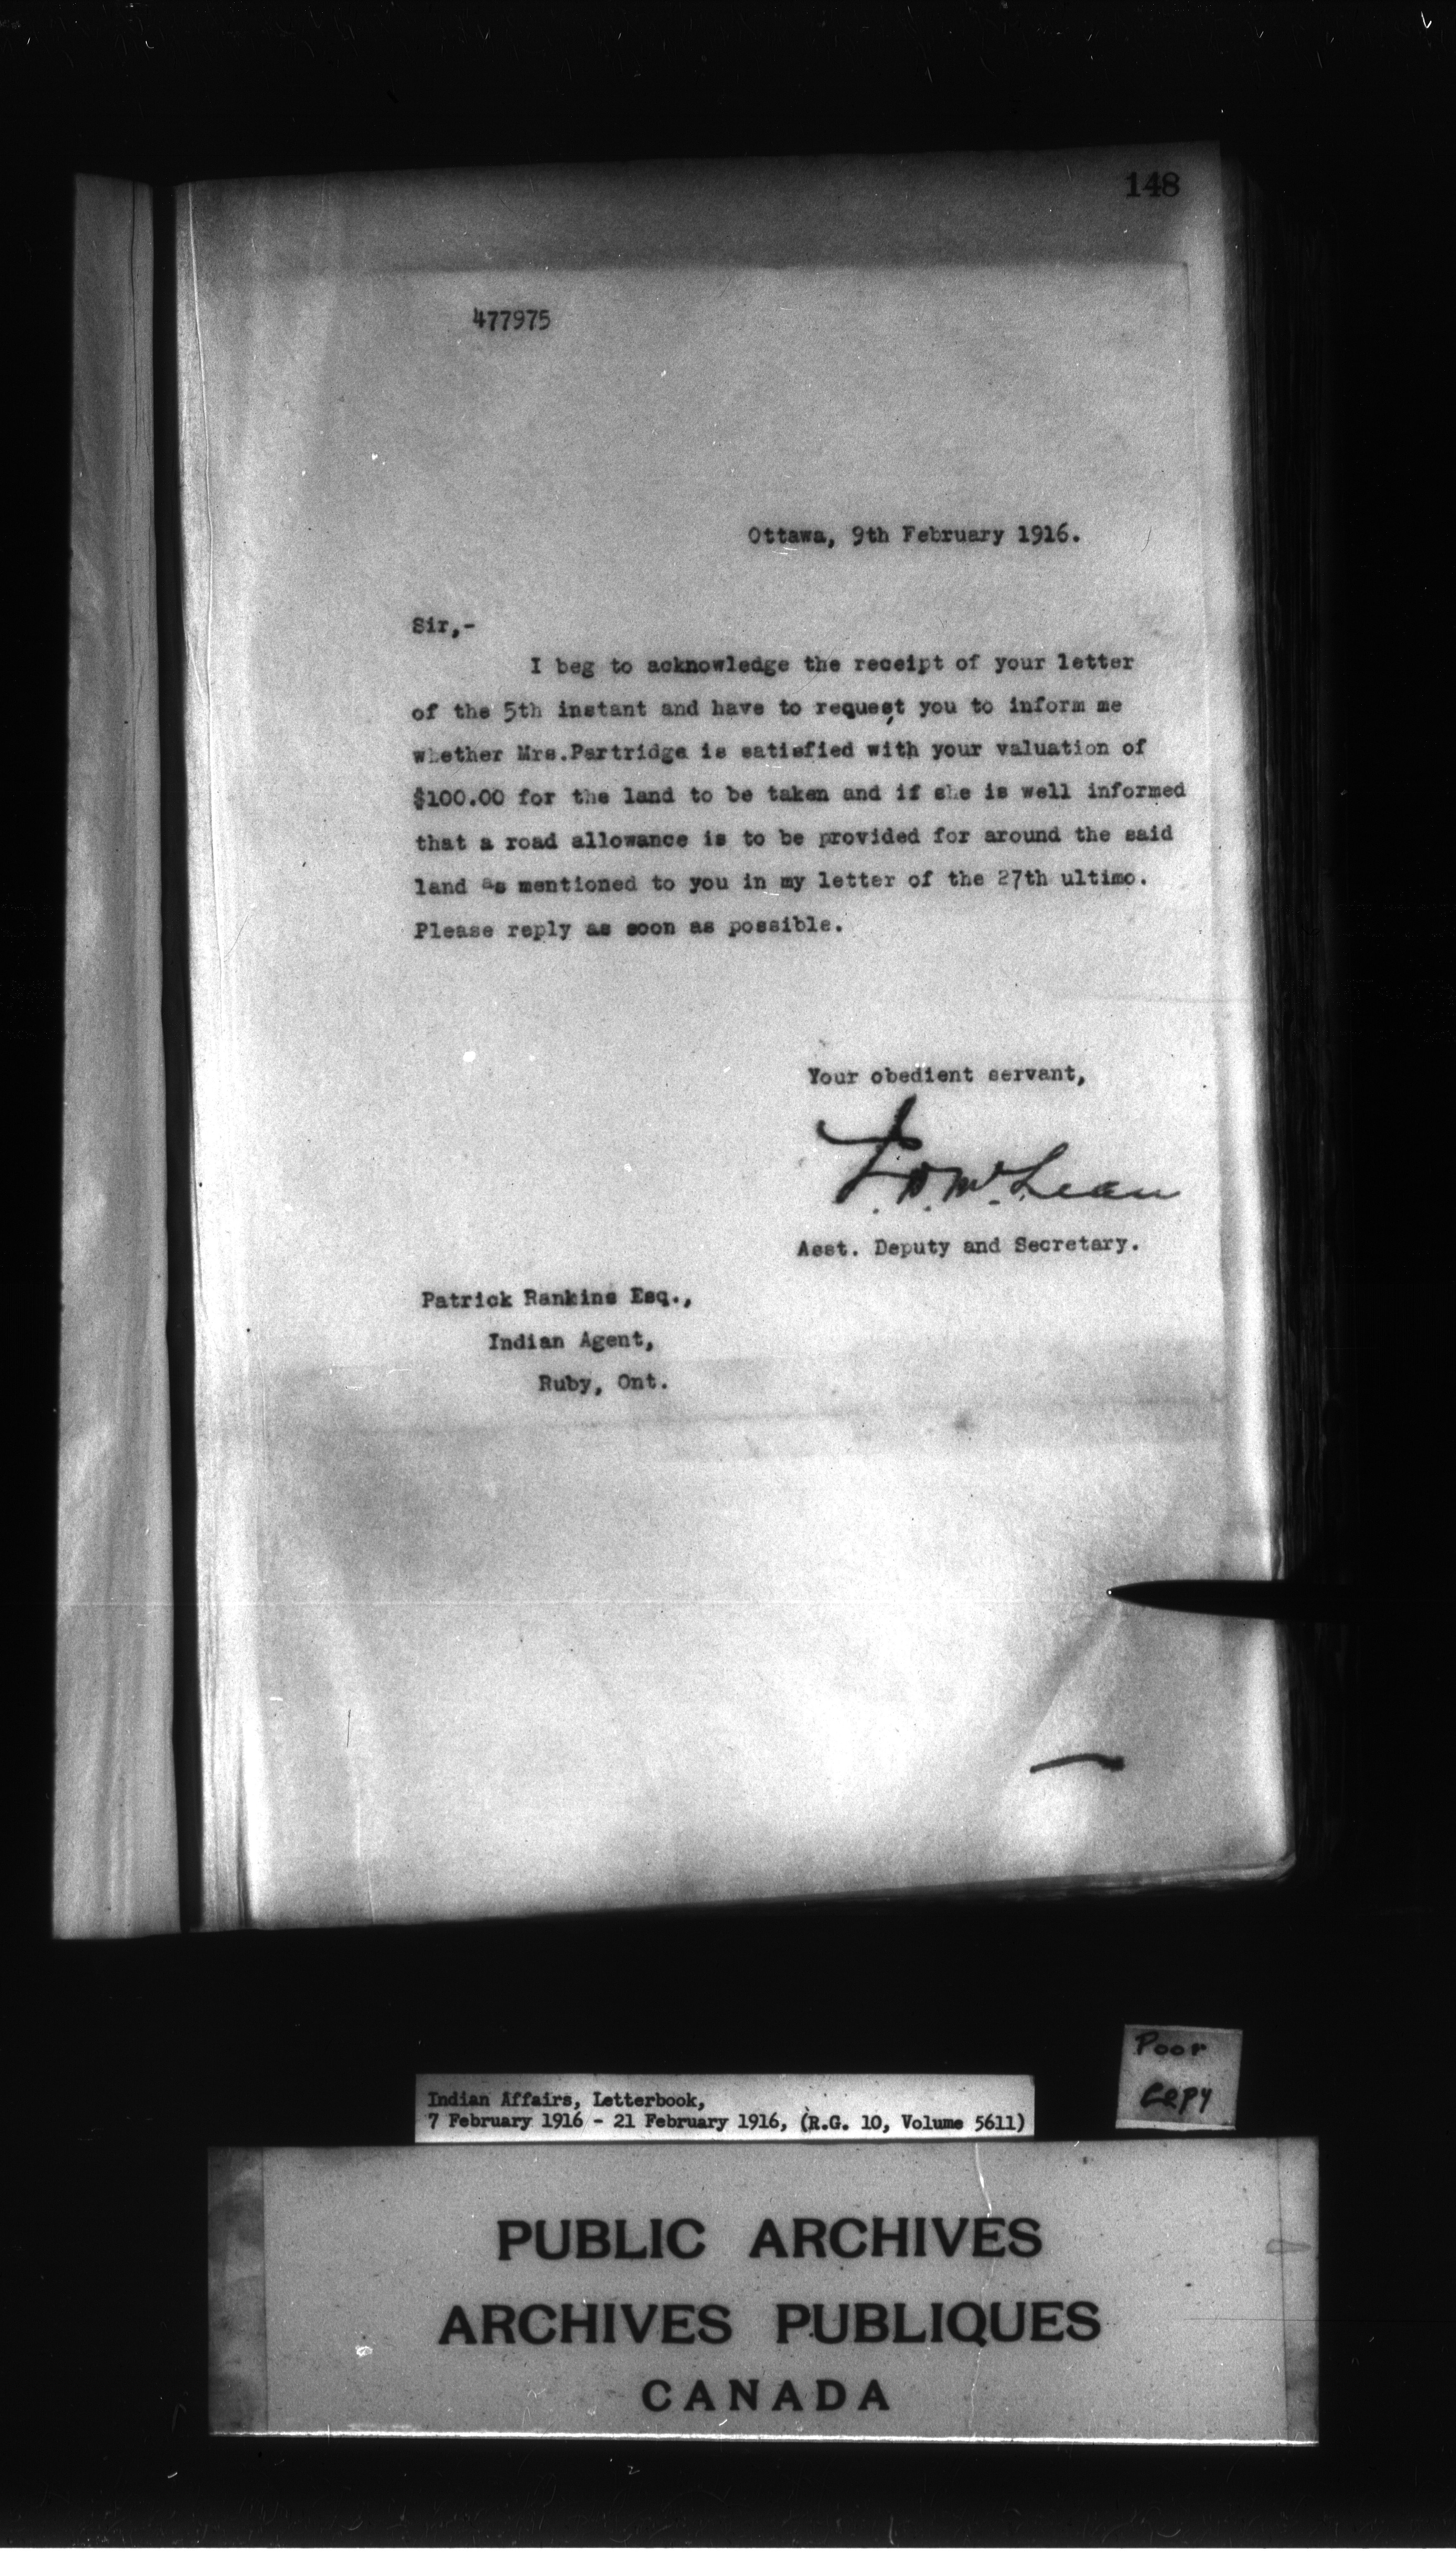 148
477975
Ottawa, 9th February 1916.
Sir,-
I beg to acknowledge the receipt of your letter
of the 5th instant and have to request you to inform me
whether Mrs.Partridge is satisfied with your valuation of
$100.00 for the land to be taken and if she is well informed
that a road allowance is to be provided for around the said
land as mentioned to you in my letter of the 27th ultimo.
Please reply as soon as possible.
Your obedient servant,
J.D. McLean
Asst. Deputy and Secretary.
Patrick Rankins Esq.,
Indian Agent,
Ruby, Ont.
Poor
Copy
Indian Affairs, Letterbook,
7 February 1916 - 21 February 1916, (R.G. 10, Volume 5611)
PUBLIC ARCHIVES
ARCHIVES PUBLIQUES
CANADA